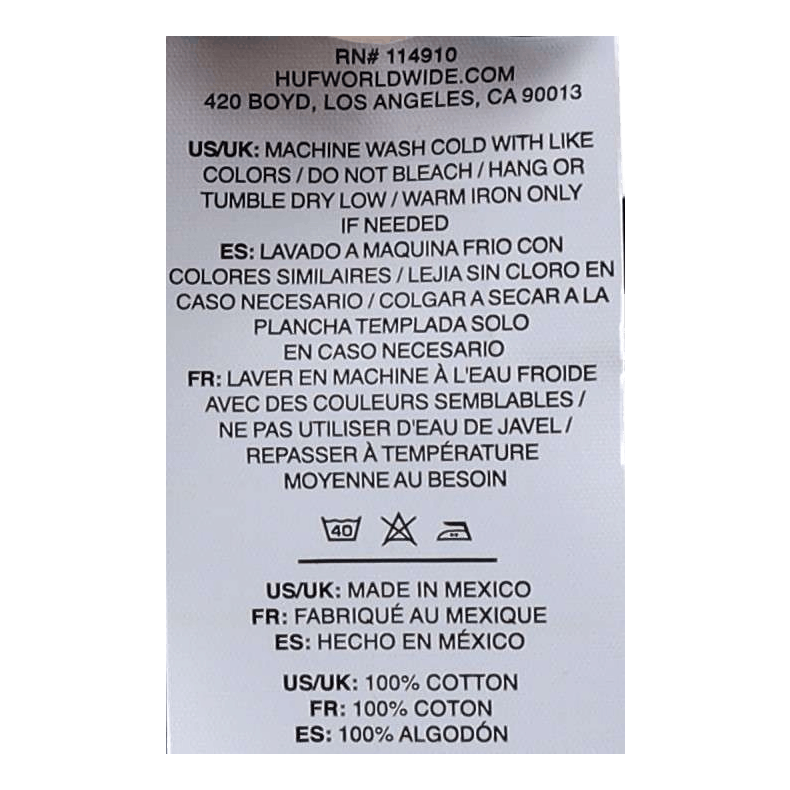 RN# 114910
HUFWORLDWIDE.COM
420 BOYD, LOS ANGELES, CA 90013
US/UK: MACHINE WASH COLD WITH LIKE
COLORS / DO NOT BLEACH / HANG OR
TUMBLE DRY LOW / WARM IRON ONLY
IF NEEDED
ES: LAVADO A MAQUINA FRIO CON
COLORES SIMILAIRES / LEJIA SIN CLORO EN
CASO NECESARIO / COLGAR A SECAR A LA
PLANCHA TEMPLADA SOLO
EN CASO NECESARIO
FR: LAVER EN MACHINE À L'EAU FROIDE
AVEC DES COULEURS SEMBLABLES /
NE PAS UTILISER D'EAU DE JAVEL /
REPASSER À TEMPÉRATURE
MOYENNE AU BESOIN
40
US/UK: MADE IN MEXICO
FR: FABRIQUÉ AU MEXIQUE
ES: HECHO EN MÉXICO
US/UK: 100% COTTON
FR: 100% COTON
ES: 100% ALGODÓN